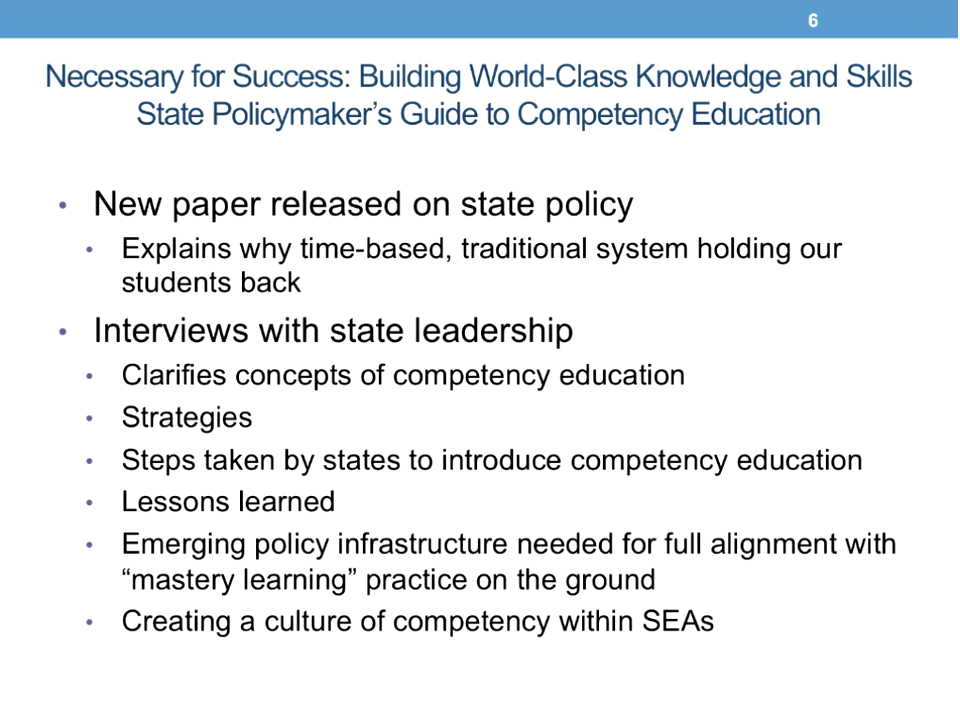 6
Necessary for Success: Building World-Class Knowledge and Skills
State Policymaker’s Guide to Competency Education
• New paper released on state policy
• Explains why time-based, traditional system holding our
students back
• Interviews with state leadership
• Clarifies concepts of competency education
• Strategies
• Steps taken by states to introduce competency education
• Lessons learned
• Emerging policy infrastructure needed for full alignment with
“mastery learning” practice on the ground
• Creating a culture of competency within SEAs